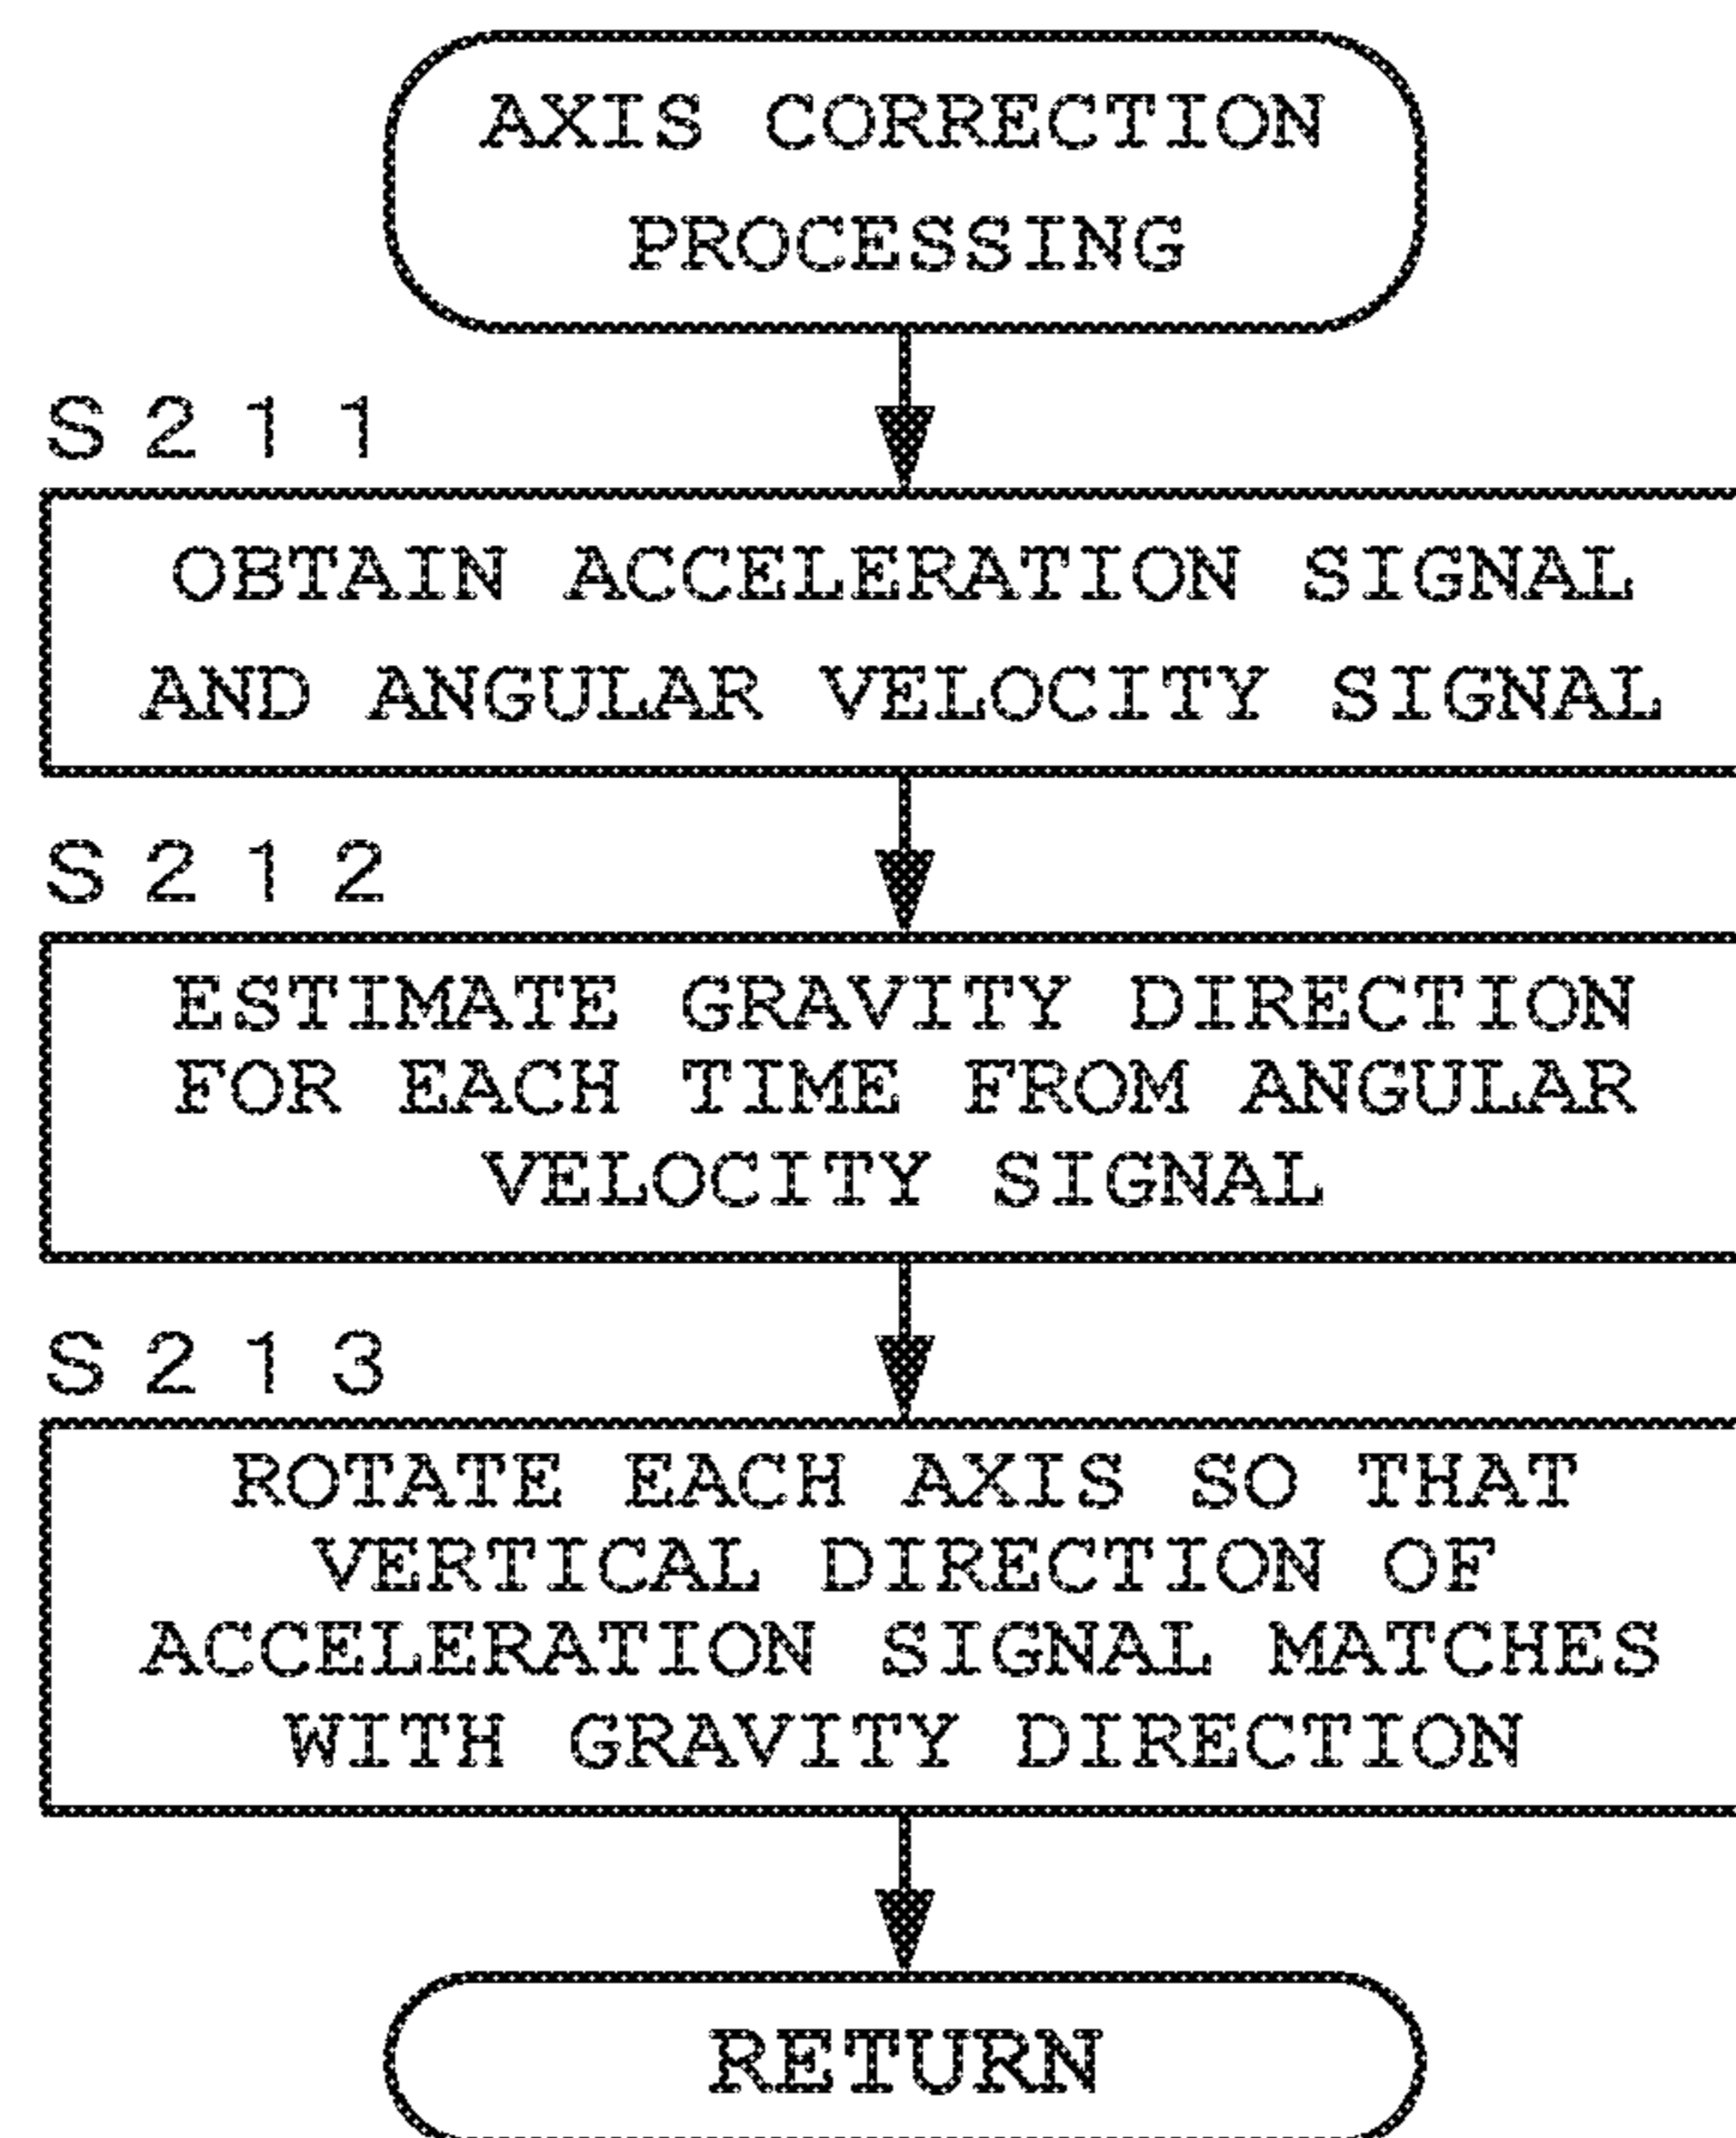 AXIS CORRECTION
PROCESSING
S211
OBTAIN ACCELERATION SIGNAL
AND ANGULAR VELOCITY SIGNAL
S212
ESTIMATE GRAVITY DIRECTION
FOR EACH TIME FROM ANGULAR
VELOCITY SIGNAL
S213
ROTATE EACH AXIS SO THAT
VERTICAL DIRECTION OF
ACCELERATION SIGNAL MATCHES
WITH GRAVITY DIRECTION
RETURN